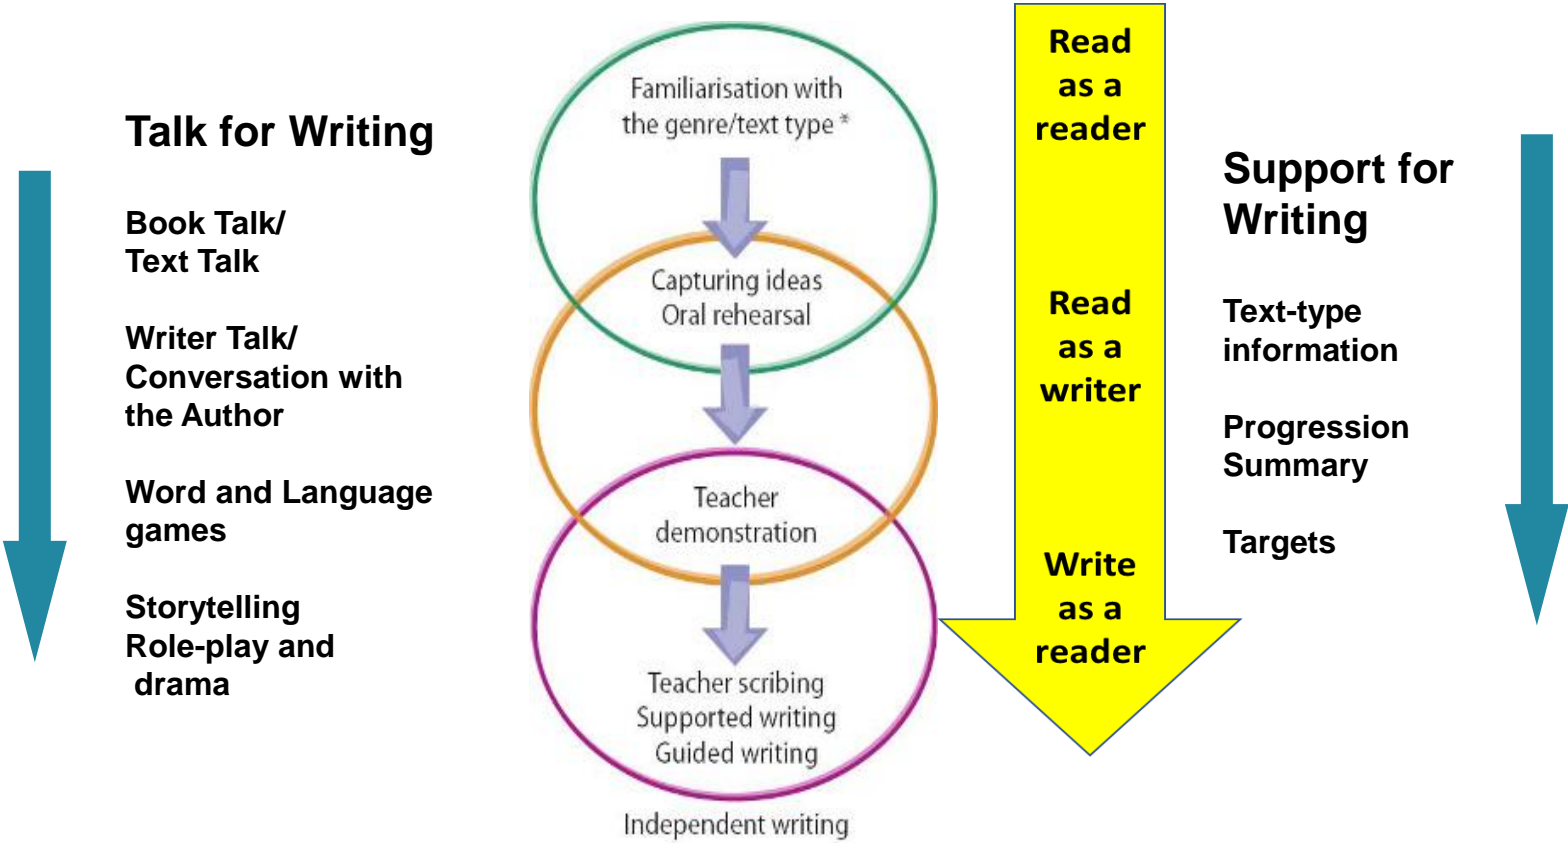 Talk for Writing
Book Talk/
Text Talk
Writer Talk/
Conversation with
the Author
Word and Language
games
Storytelling
Role-play and
drama
Familiarisation with
the genre/text type *
Capturing ideas
Oral rehearsal
Teacher
demonstration
Teacher scribing
Supported writing
Guided writing
Independent writing
Read
as a
reader
Read
as a
writer
Write
as a
reader
Support for
Writing
Text-type
information
Progression
Summary
Targets